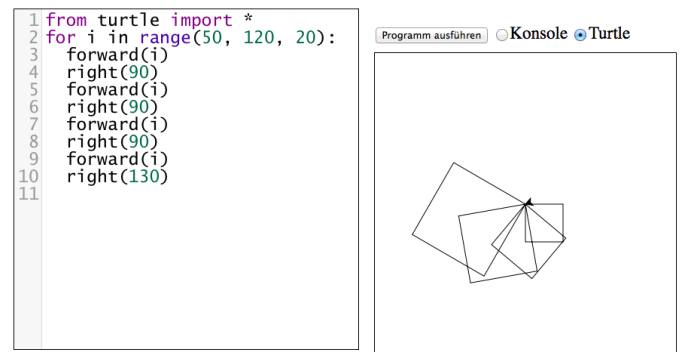 1 from turtle import *
2 for i in range(50, 120, 20):
3   forward(i)
4   right(90)
5   forward(i)
6   right(90)
7   forward(i)
8   right(90)
9   forward(i)
10   right(130)
11
Programm ausführen Konsole Turtle